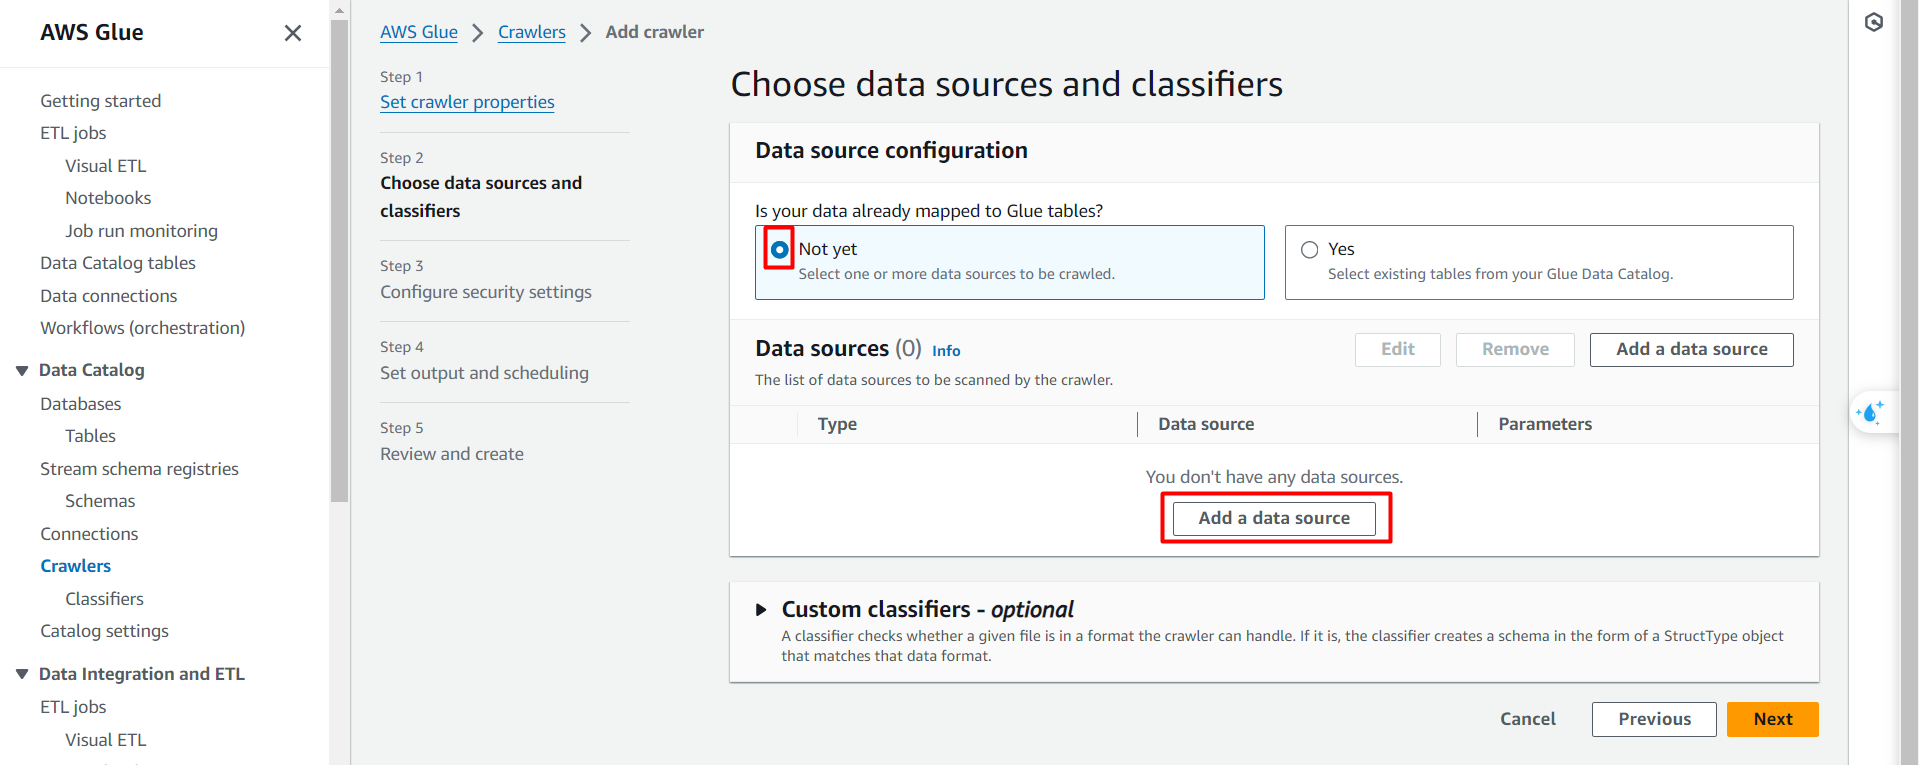 AWS Glue
Getting started
ETL jobs
Visual ETL
Notebooks
Job run monitoring
Data Catalog tables
Data connections
Workflows (orchestration)
Data Catalog
Databases
Tables
Stream schema registries
Schemas
Connections
Crawlers
Classifiers
Catalog settings
Data Integration and ETL
ETL jobs
Visual ETL
AWS Glue
Crawlers
Add crawler
Step 1
Set crawler properties
Step 2
Choose data sources and
classifiers
Step 3
Configure security settings
Step 4
Set output and scheduling
Step 5
Review and create
Choose data sources and classifiers
Data source configuration
Is your data already mapped to Glue tables?
Not yet
Select one or more data sources to be crawled.
Yes
Select existing tables from your Glue Data Catalog.
Data sources (0) Info
Edit
Remove
Add a data source
The list of data sources to be scanned by the crawler.
Type
Data source
Parameters
You don't have any data sources.
Add a data source
Custom classifiers - optional
A classifier checks whether a given file is in a format the crawler can handle. If it is, the classifier creates a schema in the form of a StructType object
that matches that data format.
Cancel
Previous
Next